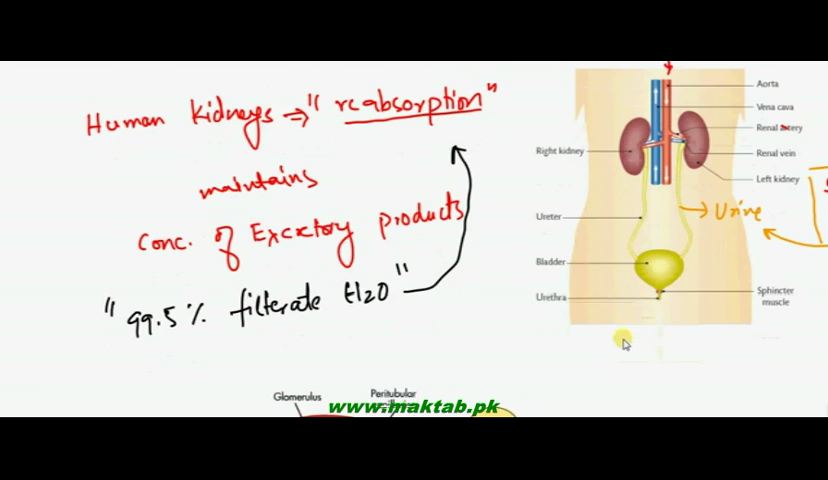 Human kidneys ⇒ "reabsorption"
maintains
conc. of Excretory products
"99.5% filterate H2O"
Aorta
Vena cava
Renal artery
Right kidney
Renal vein
Left kidney
Ureter
Urine
Bladder
Urethra
Sphincter
muscle
Glomerulus
Peritubular
www.maktab.pk